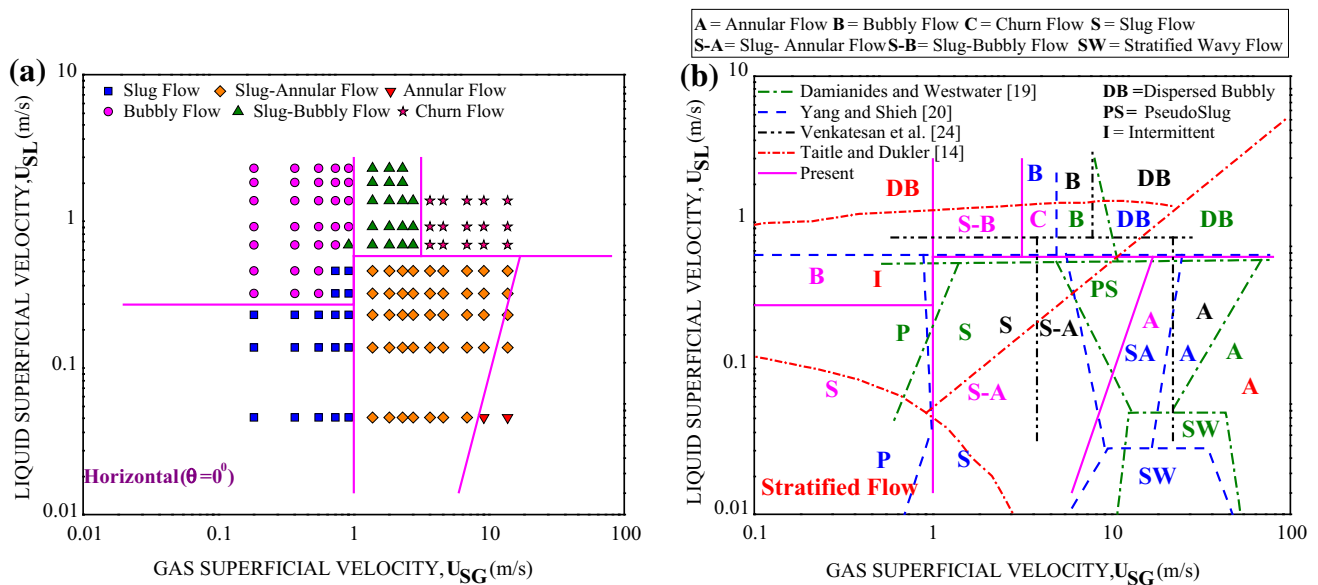 (a)
10
1
0.1
0.01
LIQUID SUPERFICIAL VELOCITY,U_SL (m/s)
Slug Flow Slug-Annular Flow Annular Flow
Bubbly Flow Slug-Bubbly Flow Churn Flow
Horizontal(θ=0⁰)
0.01 0.1 1 10 100
GAS SUPERFICIAL VELOCITY,U_SG (m/s)
A = Annular Flow B = Bubbly Flow C = Churn Flow S = Slug Flow
S-A= Slug- Annular Flow S-B= Slug-Bubbly Flow SW= Stratified Wavy Flow
(b)
10
1
0.1
0.01
LIQUID SUPERFICIAL VELOCITY, U_SL (m/s)
Damianides and Westwater [19]
Yang and Shieh [20]
Venkatesan et al. [24]
Taitle and Dukler [14]
Present
DB =Dispersed Bubbly
PS= PseudoSlug
I = Intermittent
DB B B DB
S-B C B DB DB
B I PS
P S S S-A A A
SA A A
S S-A A
SW
P S SW
Stratified Flow
0.1 1 10 100
GAS SUPERFICIAL VELOCITY,U_SG (m/s)